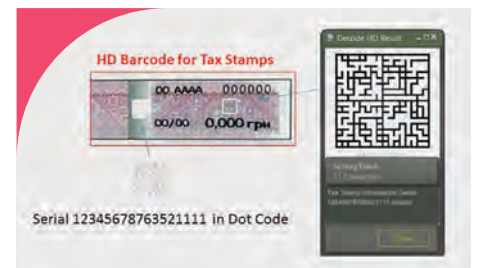 HD Barcode for Tax Stamps
00 АААА 000000
00/00 0,000 грн
Serial 12345678763521111 in Dot Code
Decode HD Result